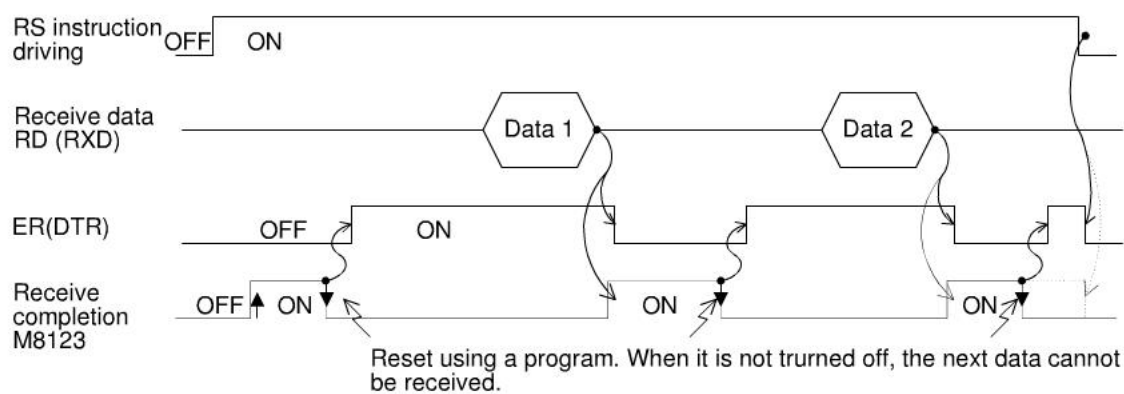 RS instruction
driving
OFF
ON
Receive data
RD (RXD)
Data 1
Data 2
ER(DTR)
OFF
ON
Receive
completion
M8123
OFF
ON
ON
ON
Reset using a program. When it is not trurned off, the next data cannot
be received.